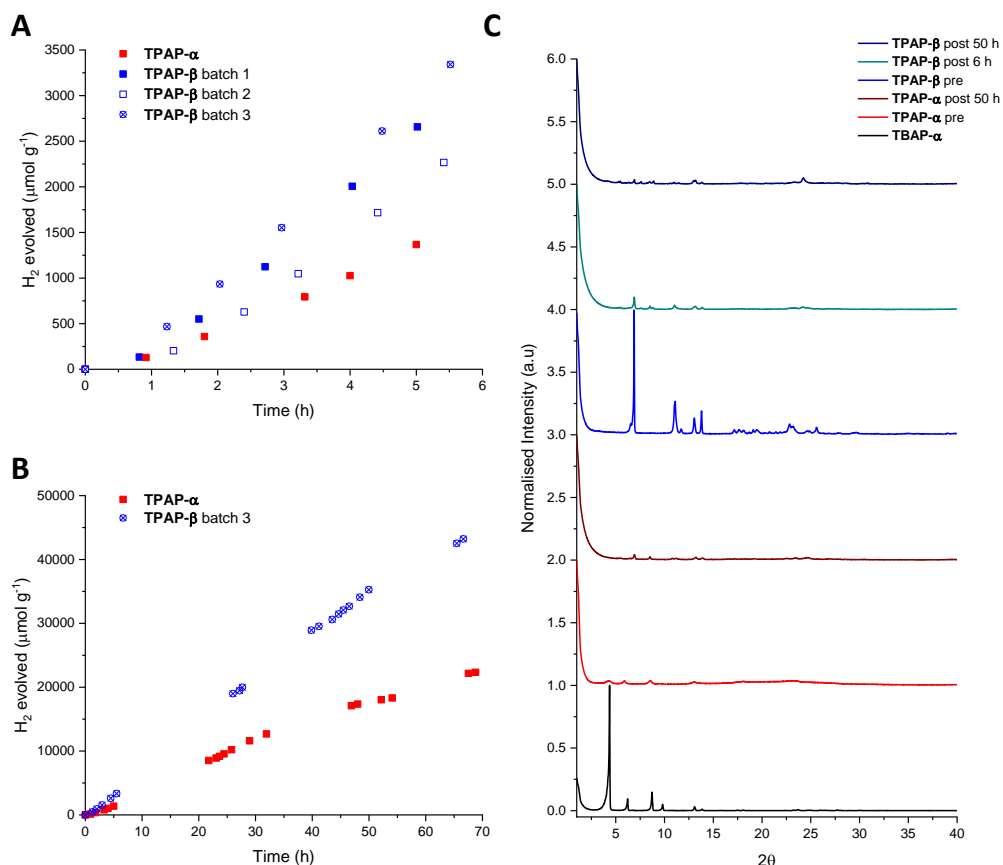 A
TPAP-α
TPAP-β batch 1
TPAP-β batch 2
TPAP-β batch 3
H2 evolved (μmol g-1)
3500
3000
2500
2000
1500
1000
500
0
0 1 2 3 4 5 6
Time (h)
B
TPAP-α
TPAP-β batch 3
H2 evolved (μmol g-1)
50000
40000
30000
20000
10000
0
0 10 20 30 40 50 60 70
Time (h)
C
TPAP-β post 50 h
TPAP-β post 6 h
TPAP-β pre
TPAP-α post 50 h
TPAP-α pre
TBAP-α
Normalised Intensity (a.u)
6.0
5.5
5.0
4.5
4.0
3.5
3.0
2.5
2.0
1.5
1.0
0.5
0.0
5 10 15 20 25 30 35 40
2θ